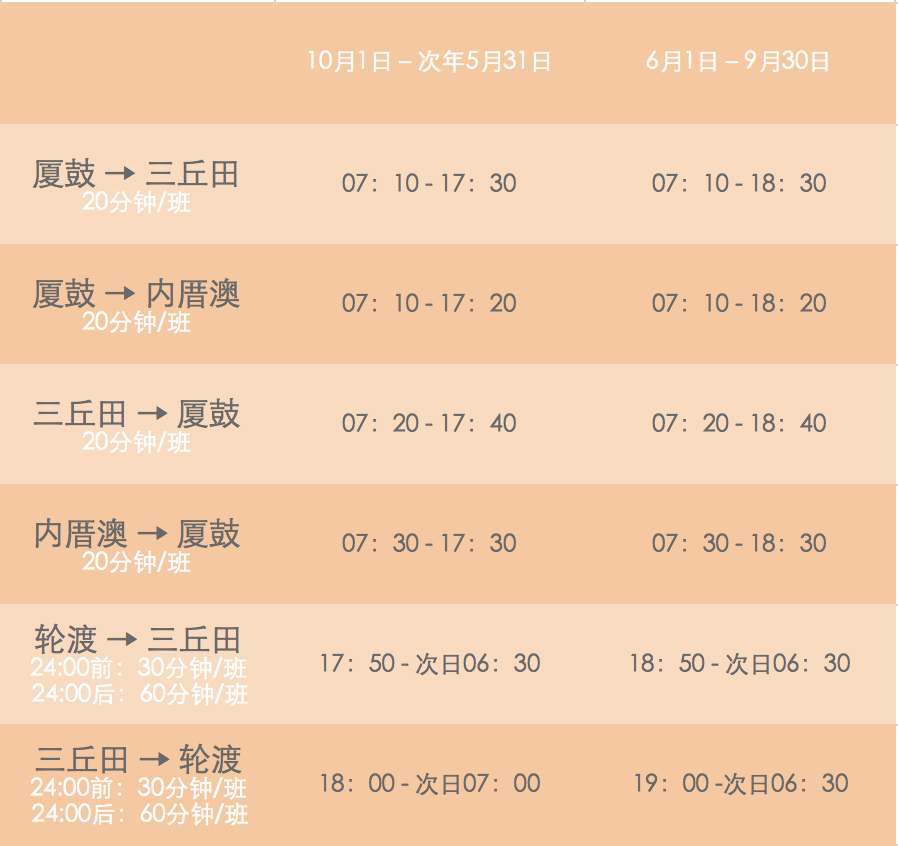 10月1日 – 次年5月31日
6月1日 – 9月30日
厦鼓 → 三丘田
20分钟/班
07：10 - 17：30
07：10 - 18：30
厦鼓 → 内厝澳
20分钟/班
07：10 - 17：20
07：10 - 18：20
三丘田 → 厦鼓
20分钟/班
07：20 - 17：40
07：20 - 18：40
内厝澳 → 厦鼓
20分钟/班
07：30 - 17：30
07：30 - 18：30
轮渡 → 三丘田
24:00前：30分钟/班
24:00后：60分钟/班
17：50 - 次日06：30
18：50 - 次日06：30
三丘田 → 轮渡
24:00前：30分钟/班
24:00后：60分钟/班
18：00 - 次日07：00
19：00 -次日06：30